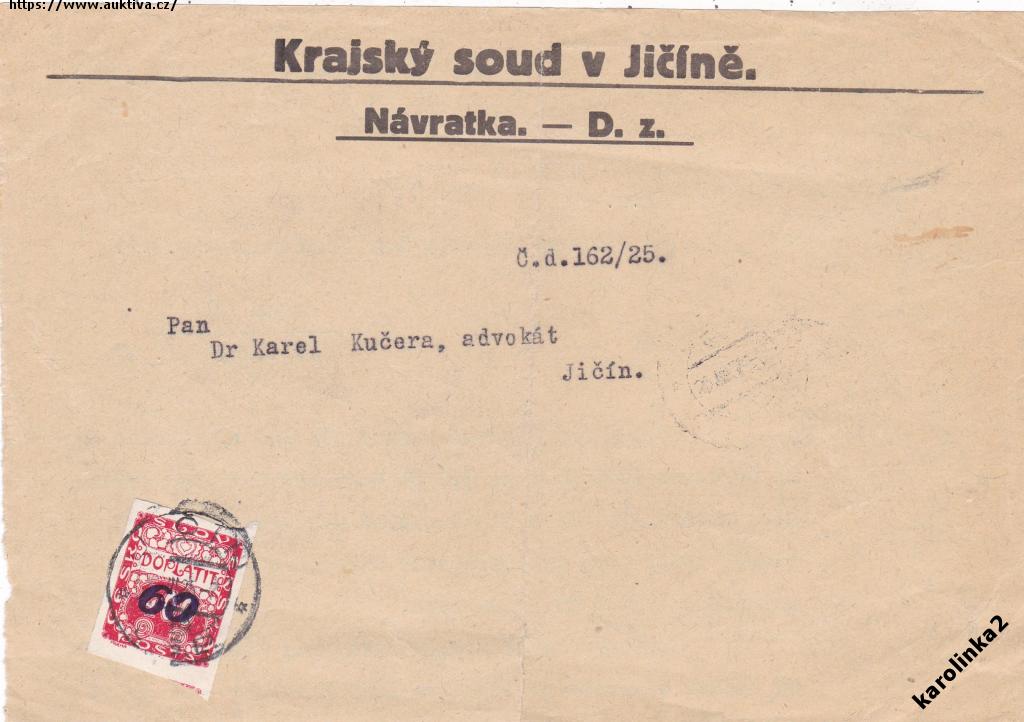 https://www.auktiva.cz/
Krajský soud v Jičíně.
Návratka. — D. z.
Č.d.162/25.
Pan
Dr Karel Kučera, advokát
Jičín.
DOPLATIT
60
karolinka2